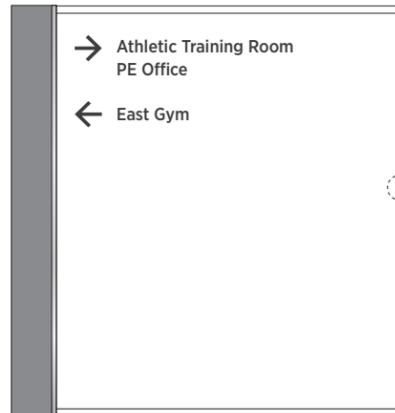 → Athletic Training Room
PE Office
← East Gym